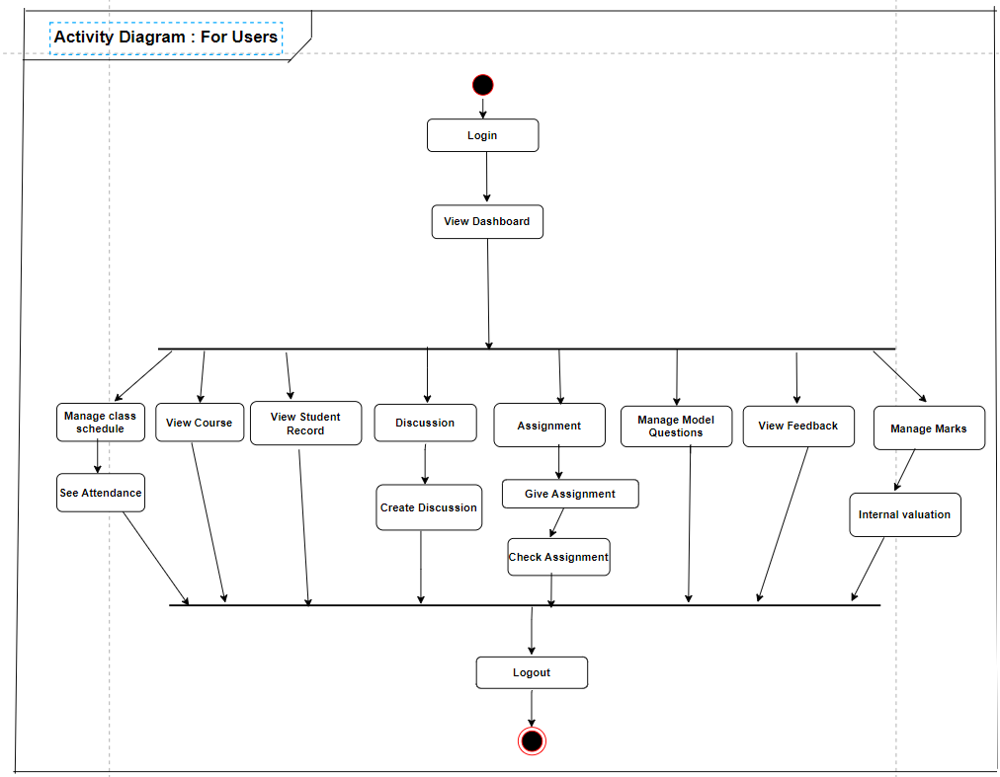 Activity Diagram : For Users
Login
View Dashboard
Manage class
schedule
View Course
View Student
Record
Discussion
Assignment
Manage Model
Questions
View Feedback
Manage Marks
See Attendance
Create Discussion
Give Assignment
Check Assignment
Internal valuation
Logout